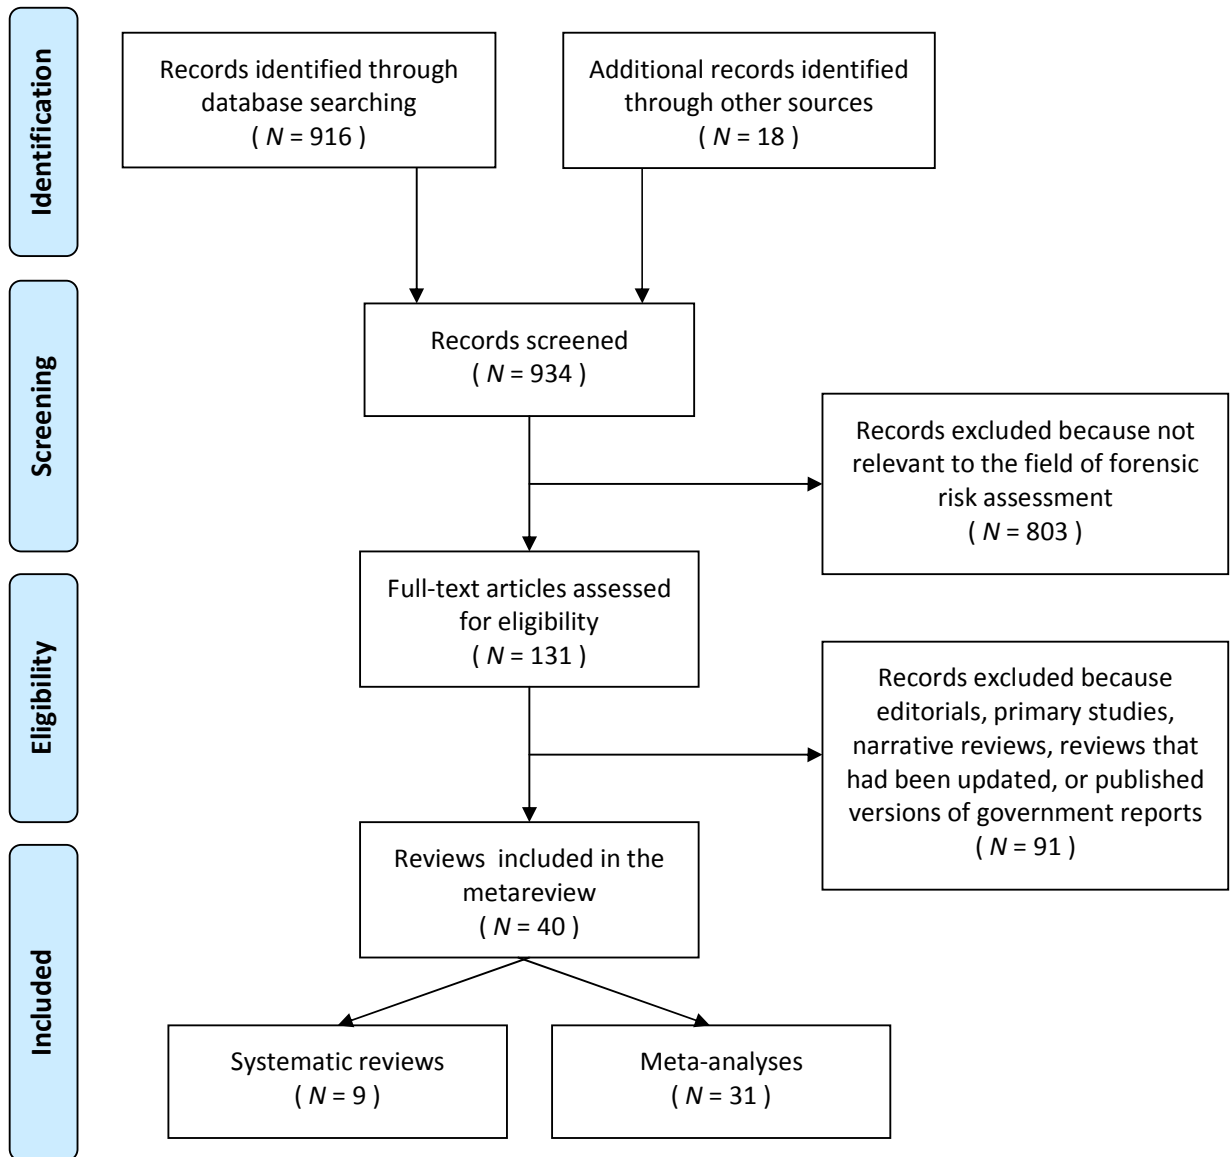 Identification
Records identified through
database searching
( N = 916 )
Additional records identified
through other sources
( N = 18 )
Screening
Records screened
( N = 934 )
Records excluded because not
relevant to the field of forensic
risk assessment
( N = 803 )
Eligibility
Full-text articles assessed
for eligibility
( N = 131 )
Records excluded because
editorials, primary studies,
narrative reviews, reviews that
had been updated, or published
versions of government reports
( N = 91 )
Included
Reviews included in the
metareview
( N = 40 )
Systematic reviews
( N = 9 )
Meta-analyses
( N = 31 )